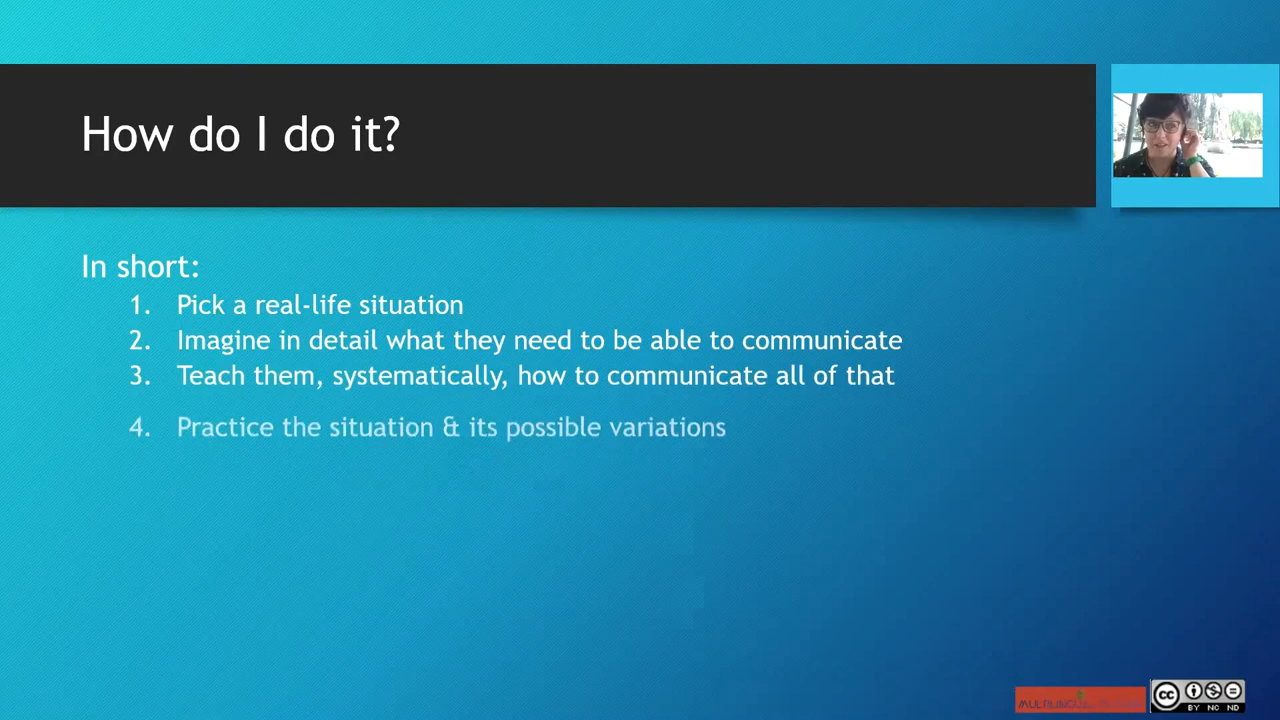 How do I do it?
In short:
1. Pick a real-life situation
2. Imagine in detail what they need to be able to communicate
3. Teach them, systematically, how to communicate all of that
4. Practice the situation & its possible variations
cc
BY NC ND